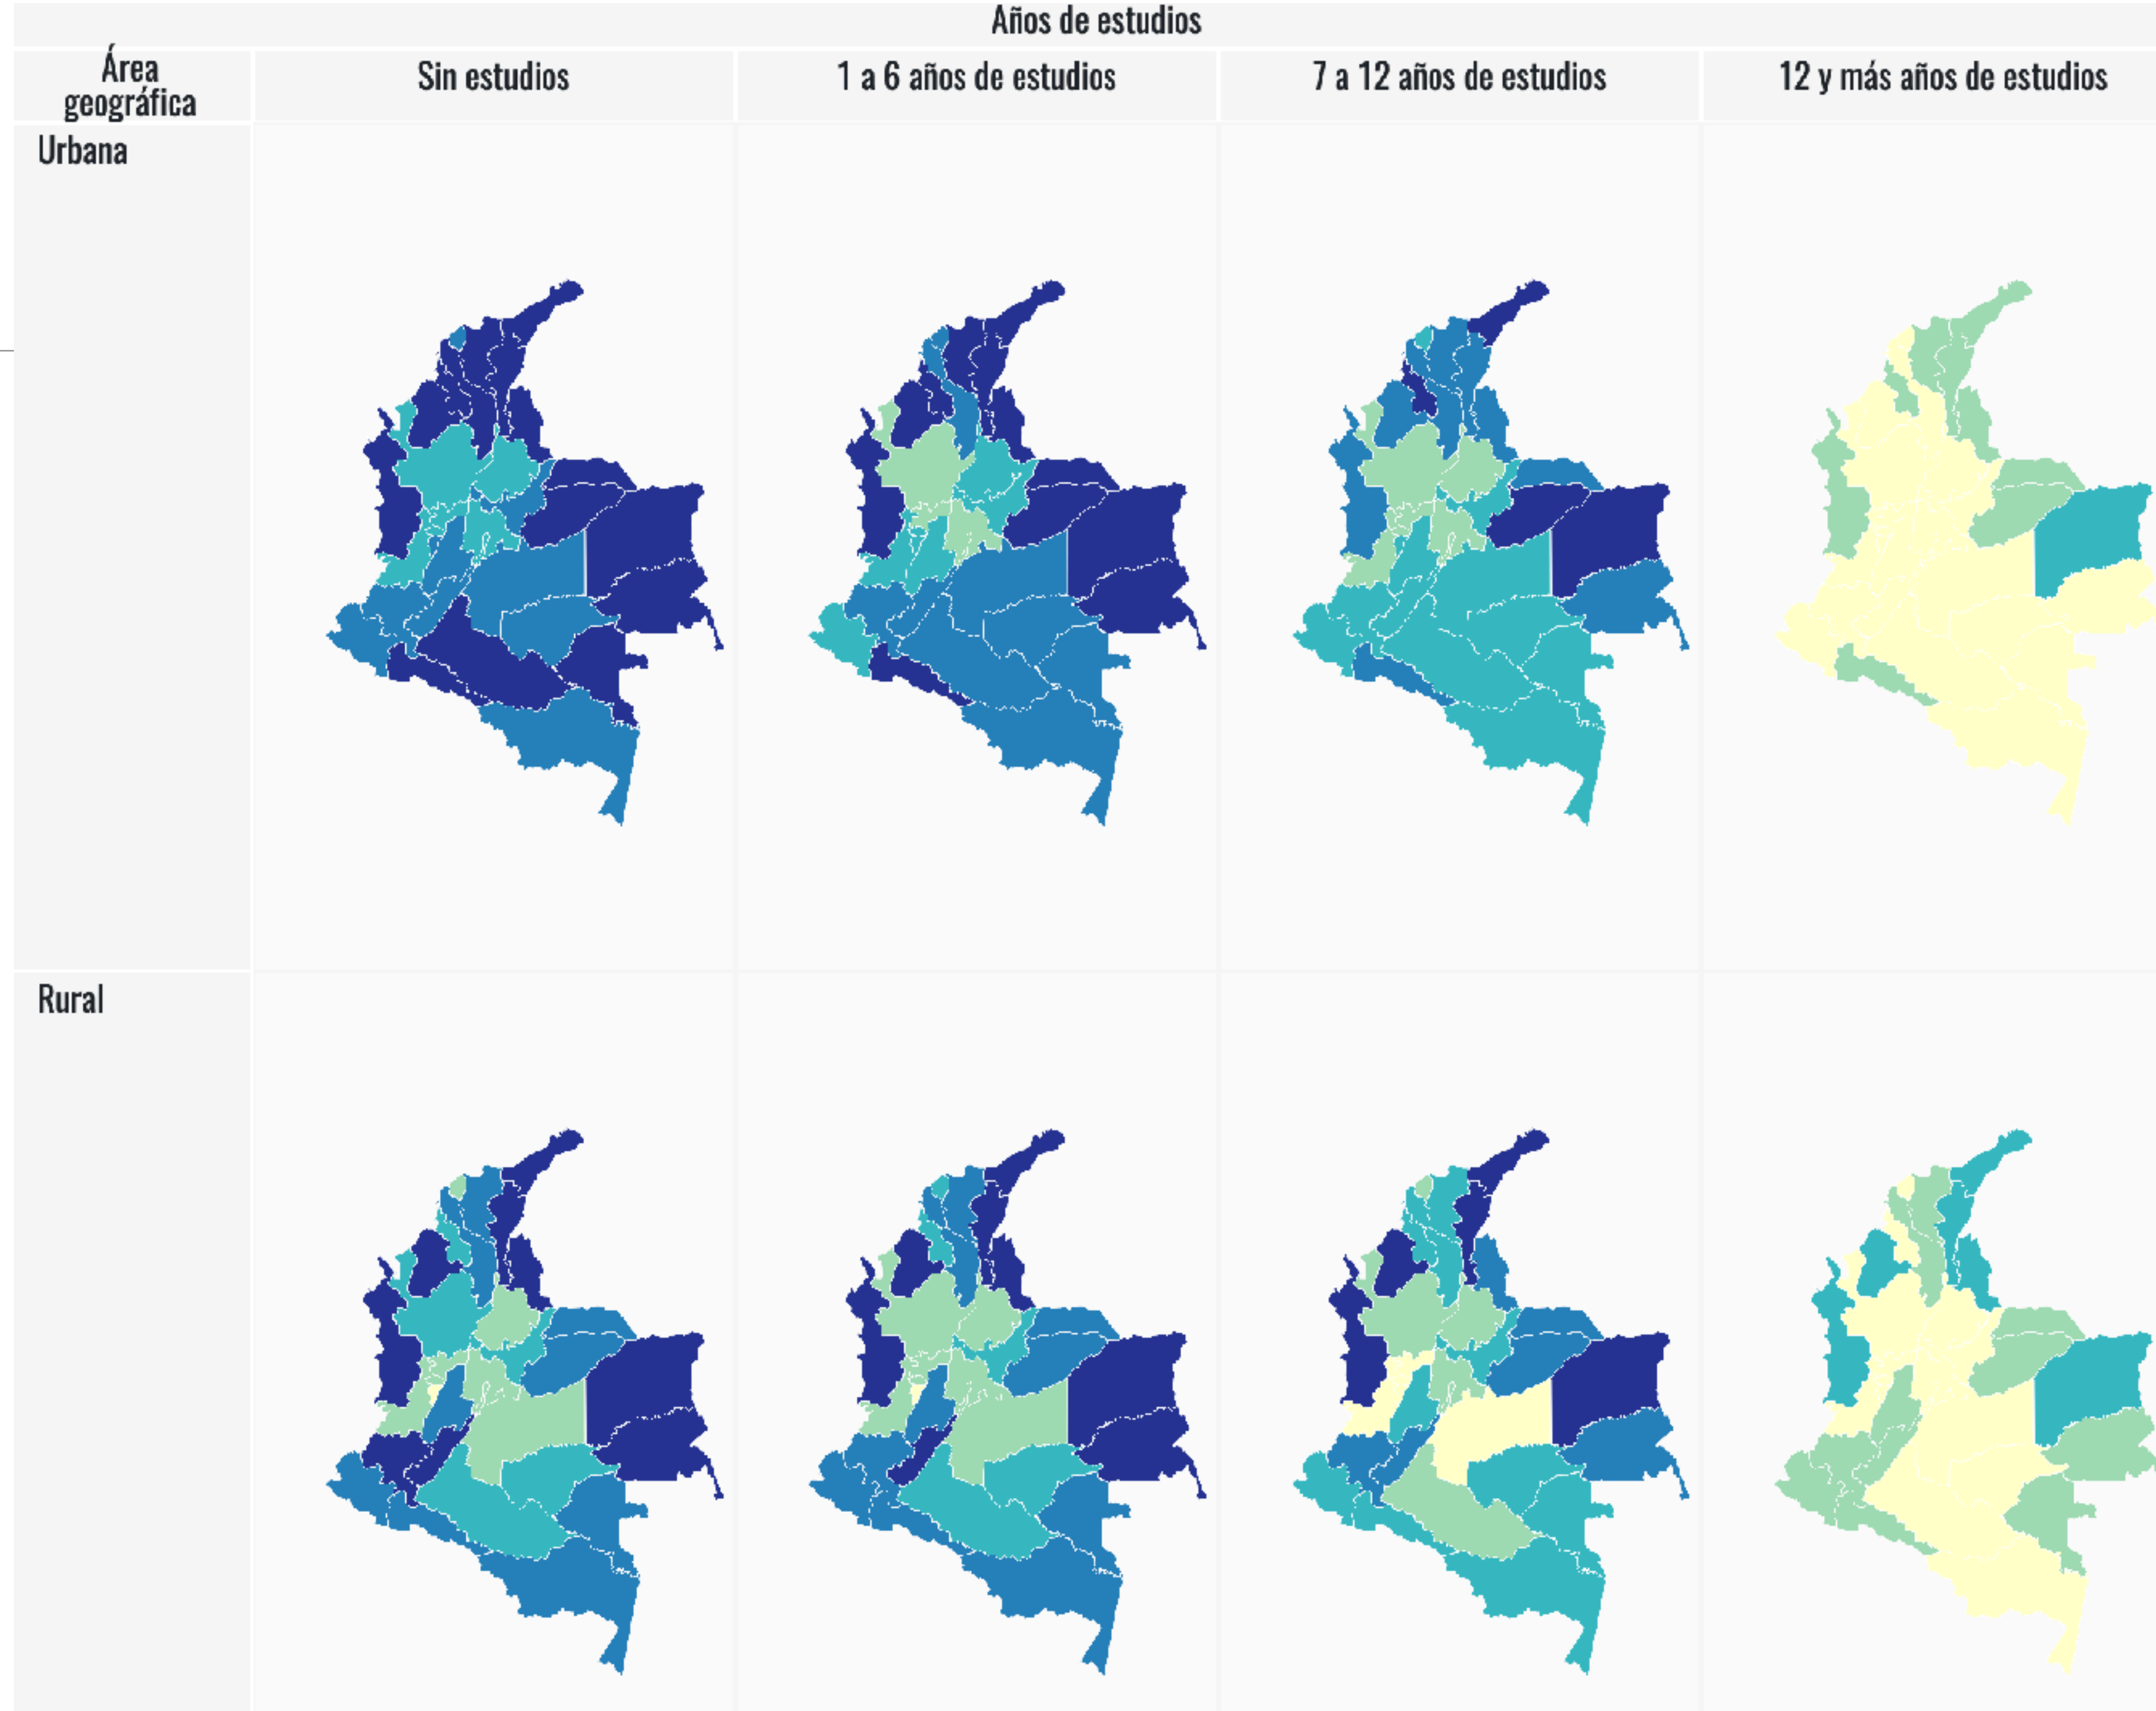 Años de estudios
Área
geográfica
Sin estudios
1 a 6 años de estudios
7 a 12 años de estudios
12 y más años de estudios
Urbana
Rural